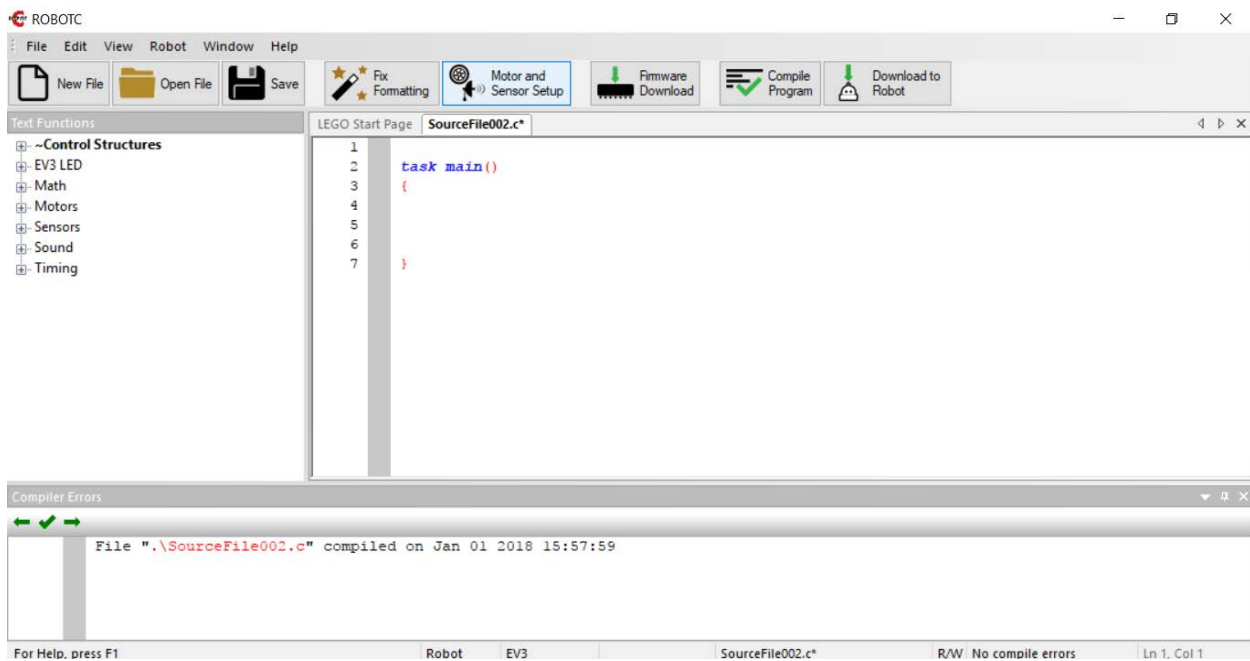 ROBOTC
File Edit View Robot Window Help
New File Open File Save Fix Formatting Motor and Sensor Setup Firmware Download Compile Program Download to Robot
Text Functions
~Control Structures
EV3 LED
Math
Motors
Sensors
Sound
Timing
LEGO Start Page SourceFile002.c*
1
2 task main()
3 {
4
5
6
7 }
Compiler Errors
File ".\SourceFile002.c" compiled on Jan 01 2018 15:57:59
For Help, press F1 Robot EV3 SourceFile002.c* R/W No compile errors Ln 1, Col 1